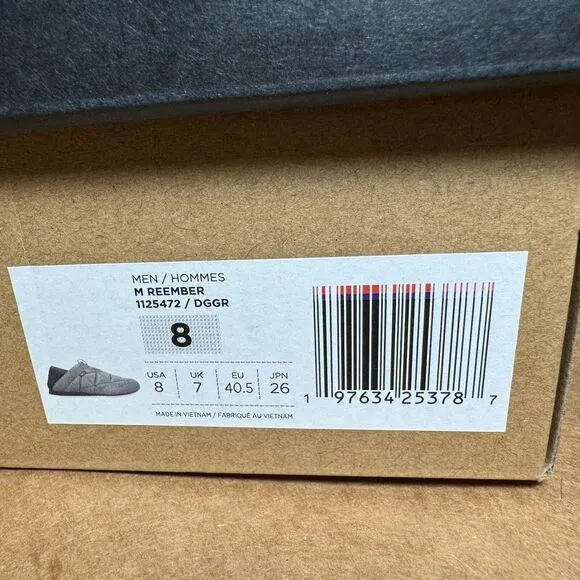 MEN / HOMMES
M REEMBER
1125472 / DGGR
8
USA UK EU JPN
8 7 40.5 26
MADE IN VIETNAM / FABRIQUÉ AU VIETNAM
1 97634 25378 7